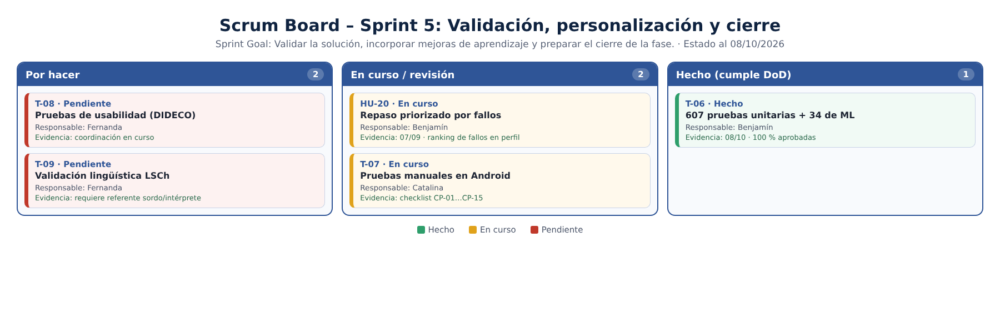 Scrum Board – Sprint 5: Validación, personalización y cierre
Sprint Goal: Validar la solución, incorporar mejoras de aprendizaje y preparar el cierre de la fase. · Estado al 08/10/2026
Por hacer 2
T-08 · Pendiente
Pruebas de usabilidad (DIDECO)
Responsable: Fernanda
Evidencia: coordinación en curso
T-09 · Pendiente
Validación lingüística LSCh
Responsable: Fernanda
Evidencia: requiere referente sordo/intérprete
En curso / revisión 2
HU-20 · En curso
Repaso priorizado por fallos
Responsable: Benjamín
Evidencia: 07/09 · ranking de fallos en perfil
T-07 · En curso
Pruebas manuales en Android
Responsable: Catalina
Evidencia: checklist CP-01…CP-15
Hecho (cumple DoD) 1
T-06 · Hecho
607 pruebas unitarias + 34 de ML
Responsable: Benjamín
Evidencia: 08/10 · 100 % aprobadas
Hecho En curso Pendiente